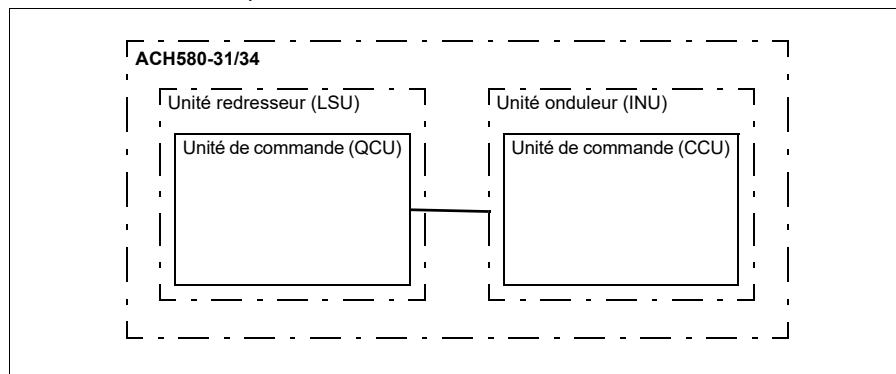 ACH580-31/34
Unité redresseur (LSU)
Unité onduleur (INU)
Unité de commande (QCU)
Unité de commande (CCU)